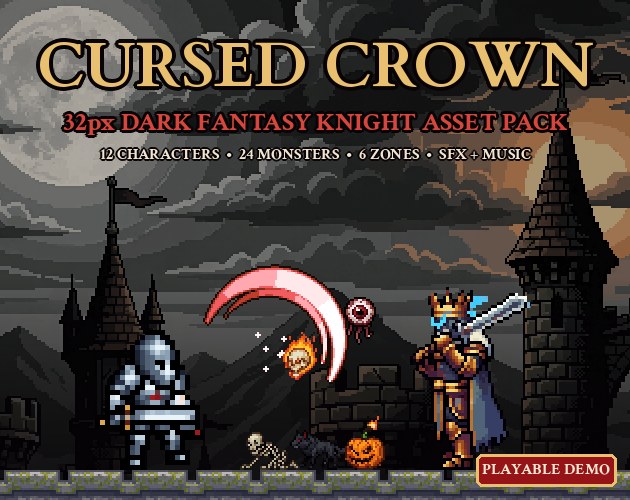 CURSED CROWN
32px DARK FANTASY KNIGHT ASSET PACK
12 CHARACTERS • 24 MONSTERS • 6 ZONES • SFX + MUSIC
PLAYABLE DEMO